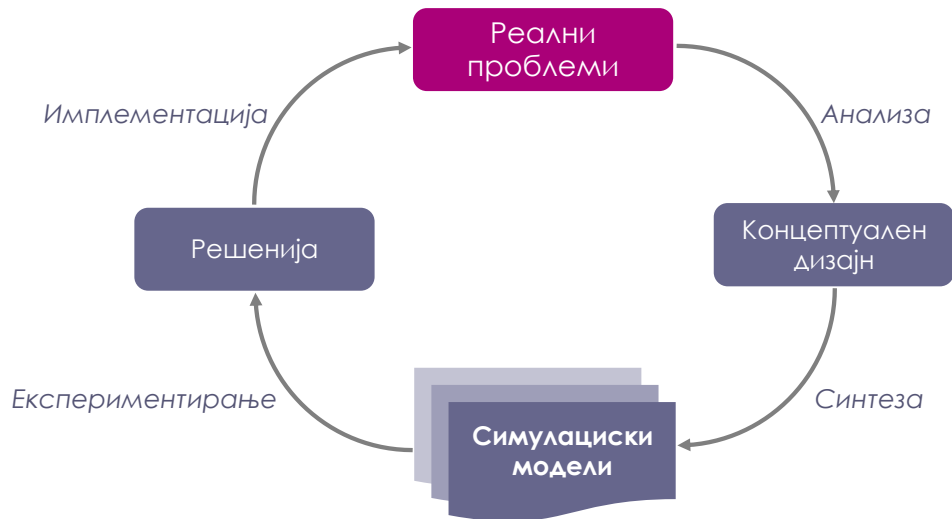 Реални
проблеми
Имплементација
Анализа
Решенија
Концептуален
дизајн
Експериментирање
Синтеза
Симулациски
модели